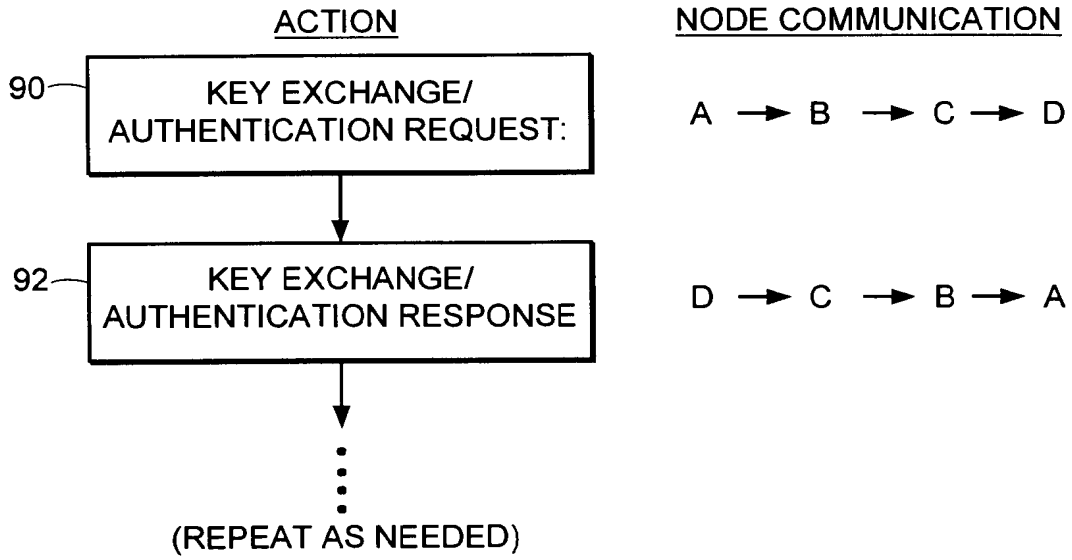 ACTION
NODE COMMUNICATION
90
KEY EXCHANGE/
AUTHENTICATION REQUEST:
A → B → C → D
92
KEY EXCHANGE/
AUTHENTICATION RESPONSE
D → C → B → A
(REPEAT AS NEEDED)